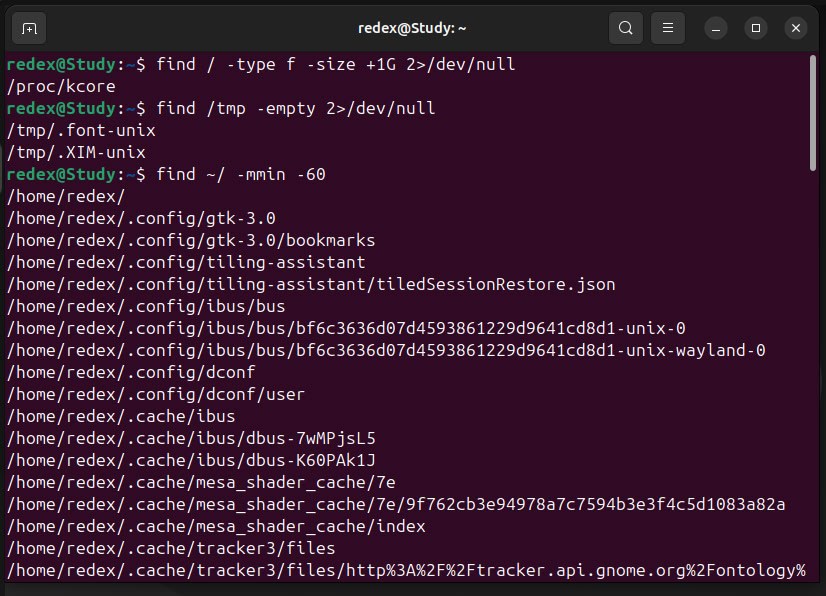 redex@Study: ~
redex@Study:~$ find / -type f -size +1G 2>/dev/null
/proc/kcore
redex@Study:~$ find /tmp -empty 2>/dev/null
/tmp/.font-unix
/tmp/.XIM-unix
redex@Study:~$ find ~/ -mmin -60
/home/redex/
/home/redex/.config/gtk-3.0
/home/redex/.config/gtk-3.0/bookmarks
/home/redex/.config/tiling-assistant
/home/redex/.config/tiling-assistant/tiledSessionRestore.json
/home/redex/.config/ibus/bus
/home/redex/.config/ibus/bus/bf6c3636d07d4593861229d9641cd8d1-unix-0
/home/redex/.config/ibus/bus/bf6c3636d07d4593861229d9641cd8d1-unix-wayland-0
/home/redex/.config/dconf
/home/redex/.config/dconf/user
/home/redex/.cache/ibus
/home/redex/.cache/ibus/dbus-7wMPjsL5
/home/redex/.cache/ibus/dbus-K60PAk1J
/home/redex/.cache/mesa_shader_cache/7e
/home/redex/.cache/mesa_shader_cache/7e/9f762cb3e94978a7c7594b3e3f4c5d1083a82a
/home/redex/.cache/mesa_shader_cache/index
/home/redex/.cache/tracker3/files
/home/redex/.cache/tracker3/files/http%3A%2F%2Ftracker.api.gnome.org%2Fontology%